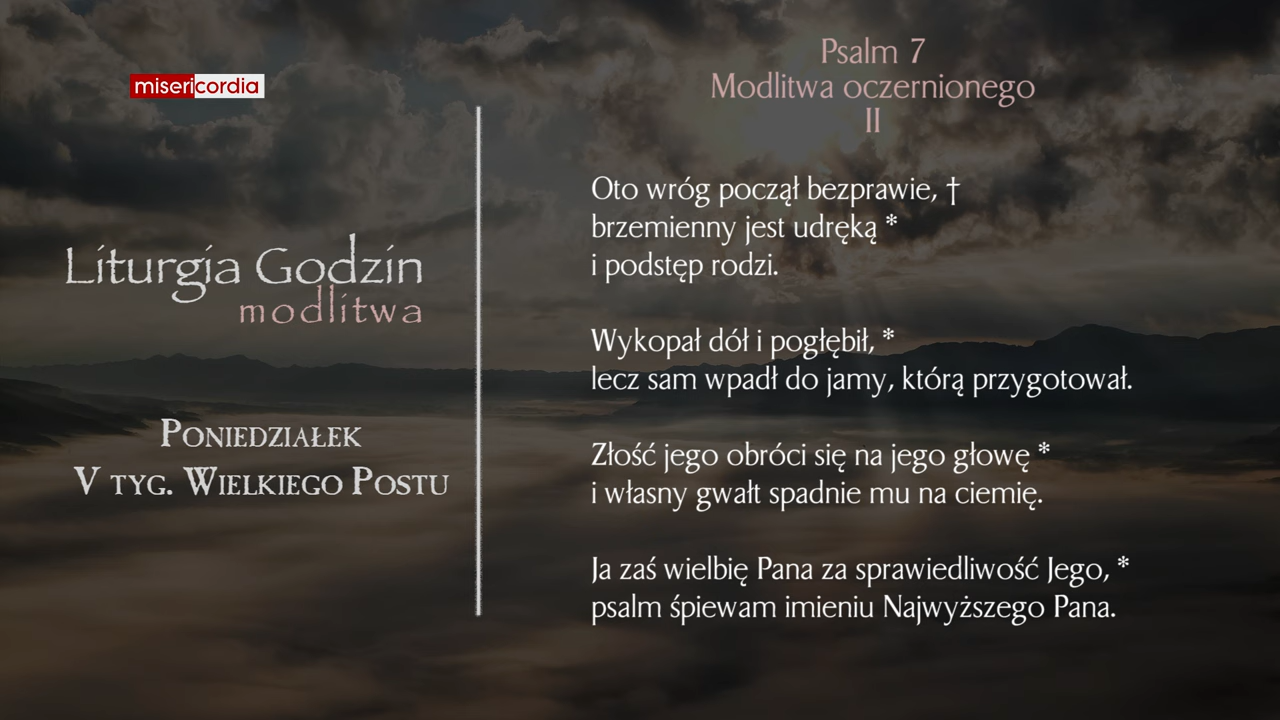 misericordia
Liturgia Godzin
modlitwa
Poniedziałek
V tyg. Wielkiego Postu
Psalm 7
Modlitwa oczernionego
II
Oto wróg począł bezprawie, †
brzemienny jest udręką *
i podstęp rodzi.
Wykopał dół i pogłębił, *
lecz sam wpadł do jamy, którą przygotował.
Złość jego obróci się na jego głowę *
i własny gwałt spadnie mu na ciemię.
Ja zaś wielbię Pana za sprawiedliwość Jego, *
psalm śpiewam imieniu Najwyższego Pana.